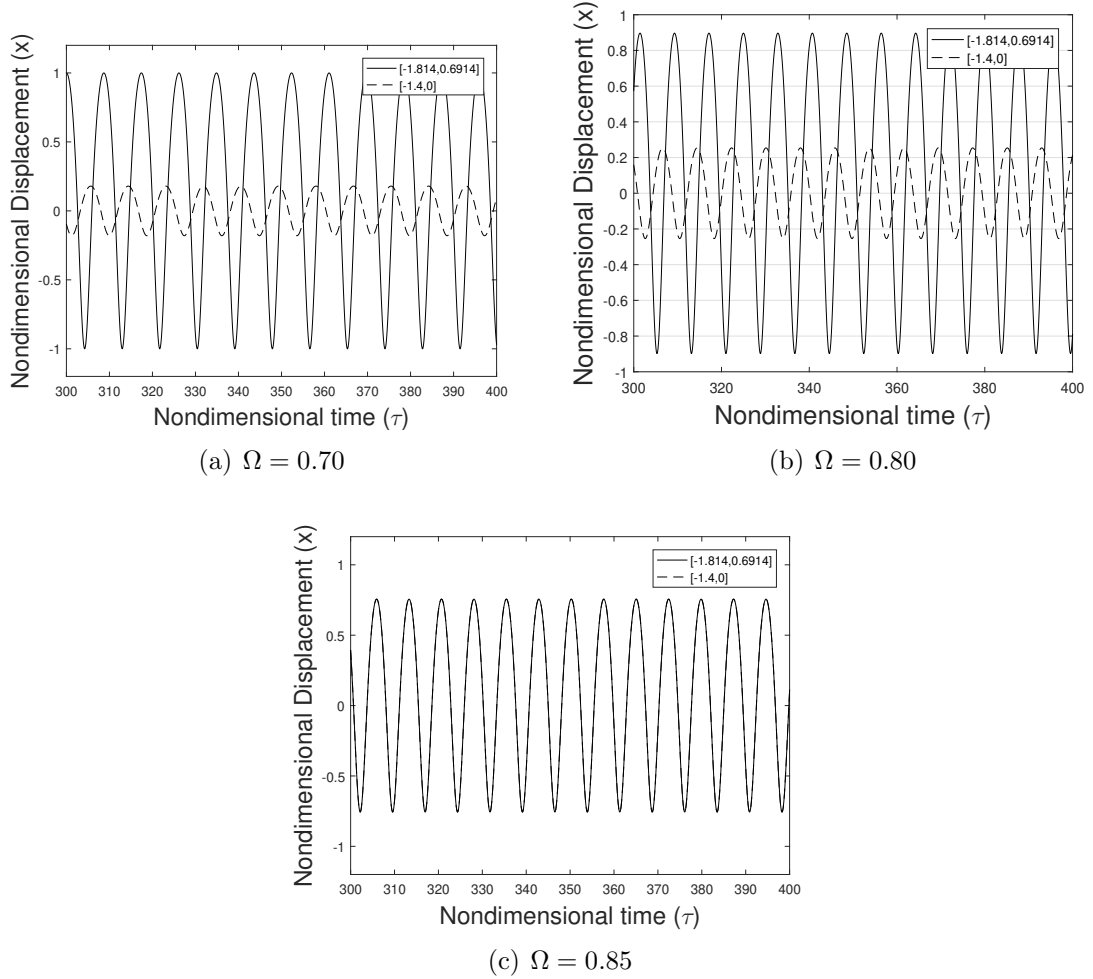 Nondimensional Displacement (x)
1
0.5
0
-0.5
-1
[-1.814,0.6914]
[-1.4,0]
300 310 320 330 340 350 360 370 380 390 400
Nondimensional time (τ)
(a) Ω = 0.70
Nondimensional Displacement (x)
1
0.8
0.6
0.4
0.2
0
-0.2
-0.4
-0.6
-0.8
-1
[-1.814,0.6914]
[-1.4,0]
300 320 340 360 380 400
Nondimensional time (τ)
(b) Ω = 0.80
Nondimensional Displacement (x)
1
0.5
0
-0.5
-1
[-1.814,0.6914]
[-1.4,0]
300 310 320 330 340 350 360 370 380 390 400
Nondimensional time (τ)
(c) Ω = 0.85